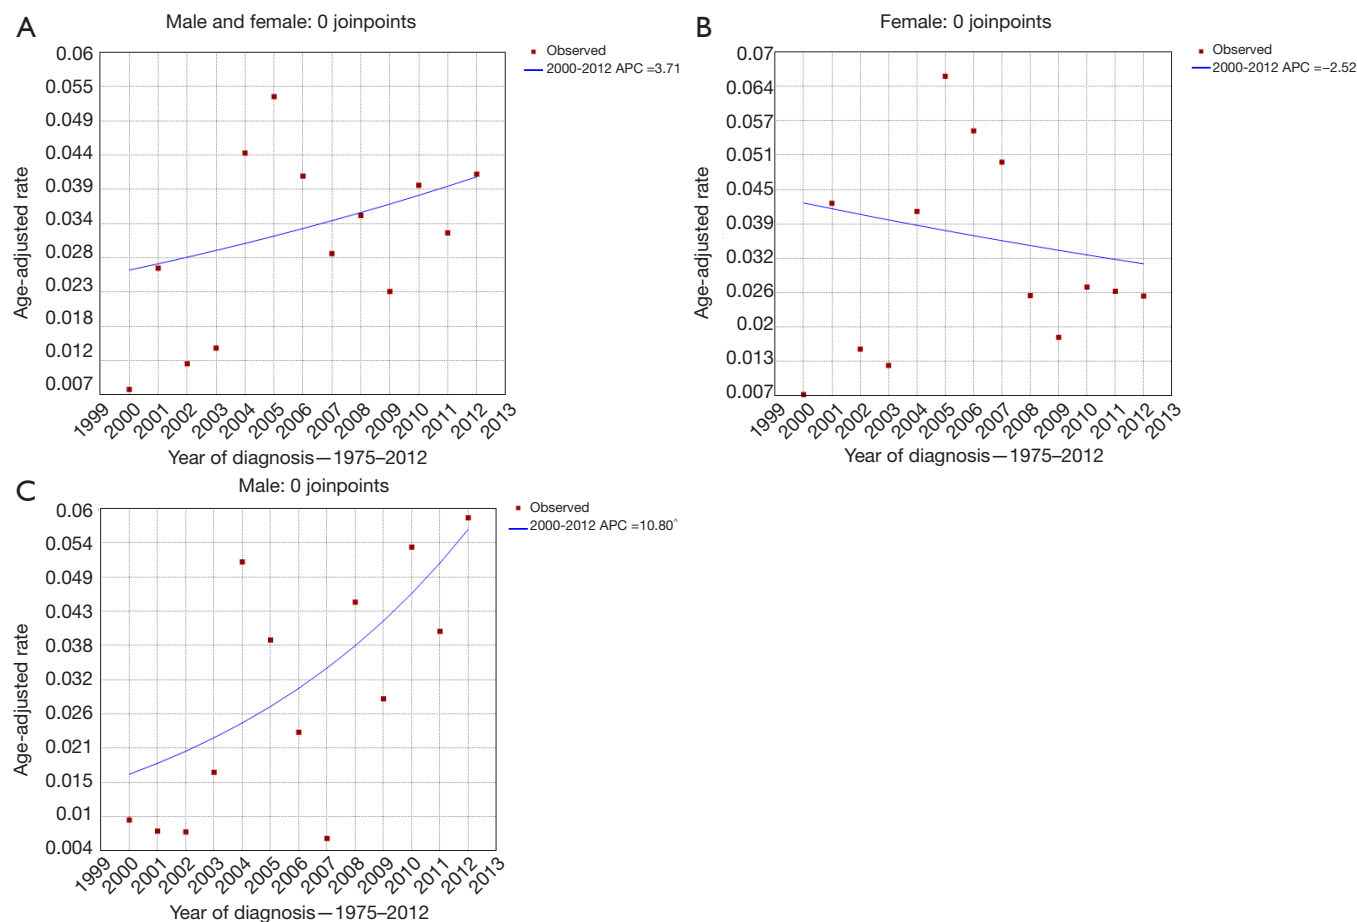 A
Male and female: 0 joinpoints
Observed
2000-2012 APC =3.71
Age-adjusted rate
0.06
0.055
0.049
0.044
0.039
0.034
0.028
0.023
0.018
0.012
0.007
1999 2000 2001 2002 2003 2004 2005 2006 2007 2008 2009 2010 2011 2012 2013
Year of diagnosis—1975–2012
B
Female: 0 joinpoints
Observed
2000-2012 APC =−2.52
Age-adjusted rate
0.07
0.064
0.057
0.051
0.045
0.039
0.032
0.026
0.02
0.013
0.007
1999 2000 2001 2002 2003 2004 2005 2006 2007 2008 2009 2010 2011 2012 2013
Year of diagnosis—1975–2012
C
Male: 0 joinpoints
Observed
2000-2012 APC =10.80^
Age-adjusted rate
0.06
0.054
0.049
0.043
0.038
0.032
0.026
0.021
0.015
0.01
0.004
1999 2000 2001 2002 2003 2004 2005 2006 2007 2008 2009 2010 2011 2012 2013
Year of diagnosis—1975–2012